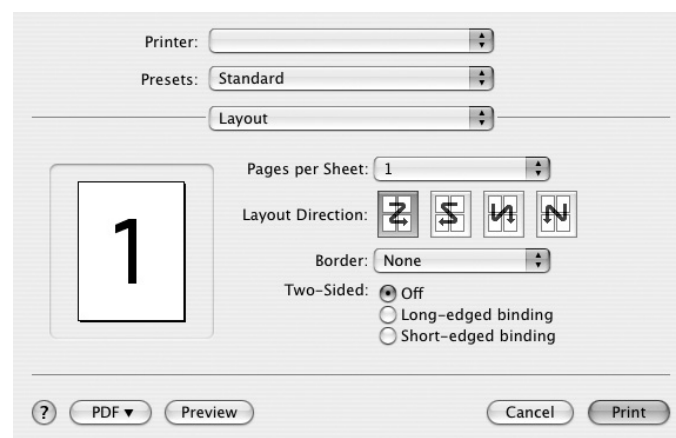 Printer:
Presets: Standard
Layout
Pages per Sheet: 1
Layout Direction:
Border: None
Two-Sided: Off
Long-edged binding
Short-edged binding
1
? PDF▼ Preview Cancel Print